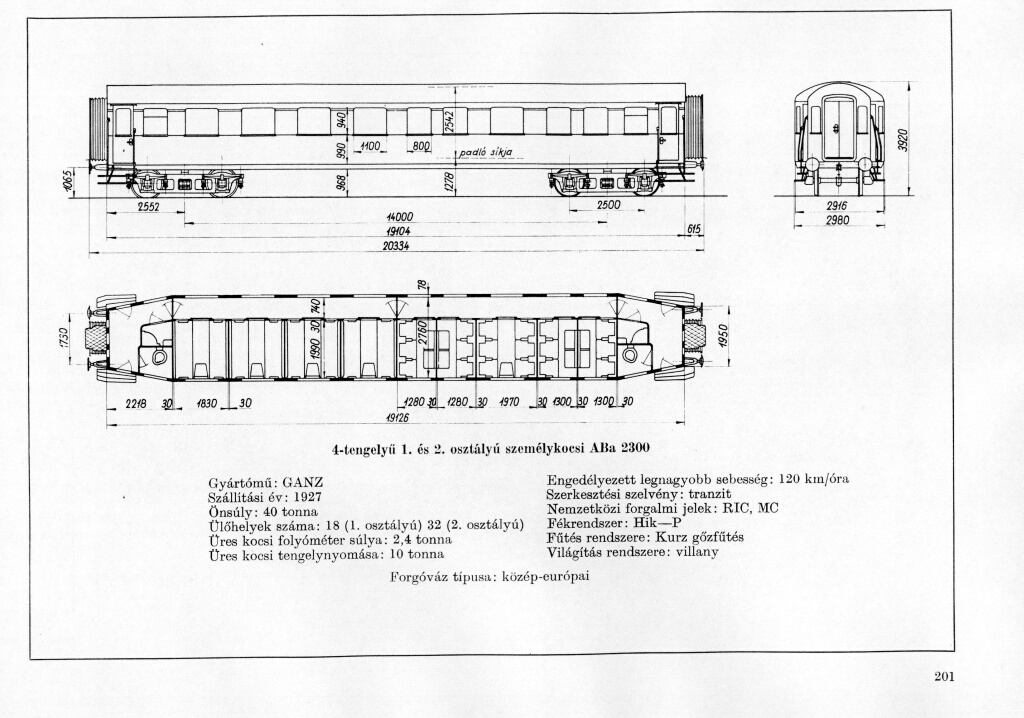 940
990
968
1065
1100
800
2542
padló síkja
1278
2552
2500
14000
19104
615
20334
3920
2916
2980
78
740
30
1990
2760
1730
1950
2218 30 1830 30 1280 30 1280 30 1970 30 1300 30 1300 30
19126
4-tengelyű 1. és 2. osztályú személykocsi ABa 2300
Gyártómű: GANZ
Szállítási év: 1927
Önsúly: 40 tonna
Ülőhelyek száma: 18 (1. osztályú) 32 (2. osztályú)
Üres kocsi folyóméter súlya: 2,4 tonna
Üres kocsi tengelynyomása: 10 tonna
Engedélyezett legnagyobb sebesség: 120 km/óra
Szerkesztési szelvény: tranzit
Nemzetközi forgalmi jelek: RIC, MC
Fékrendszer: Hik—P
Fűtés rendszere: Kurz gőzfűtés
Világítás rendszere: villany
Forgóváz típusa: közép-európai
201